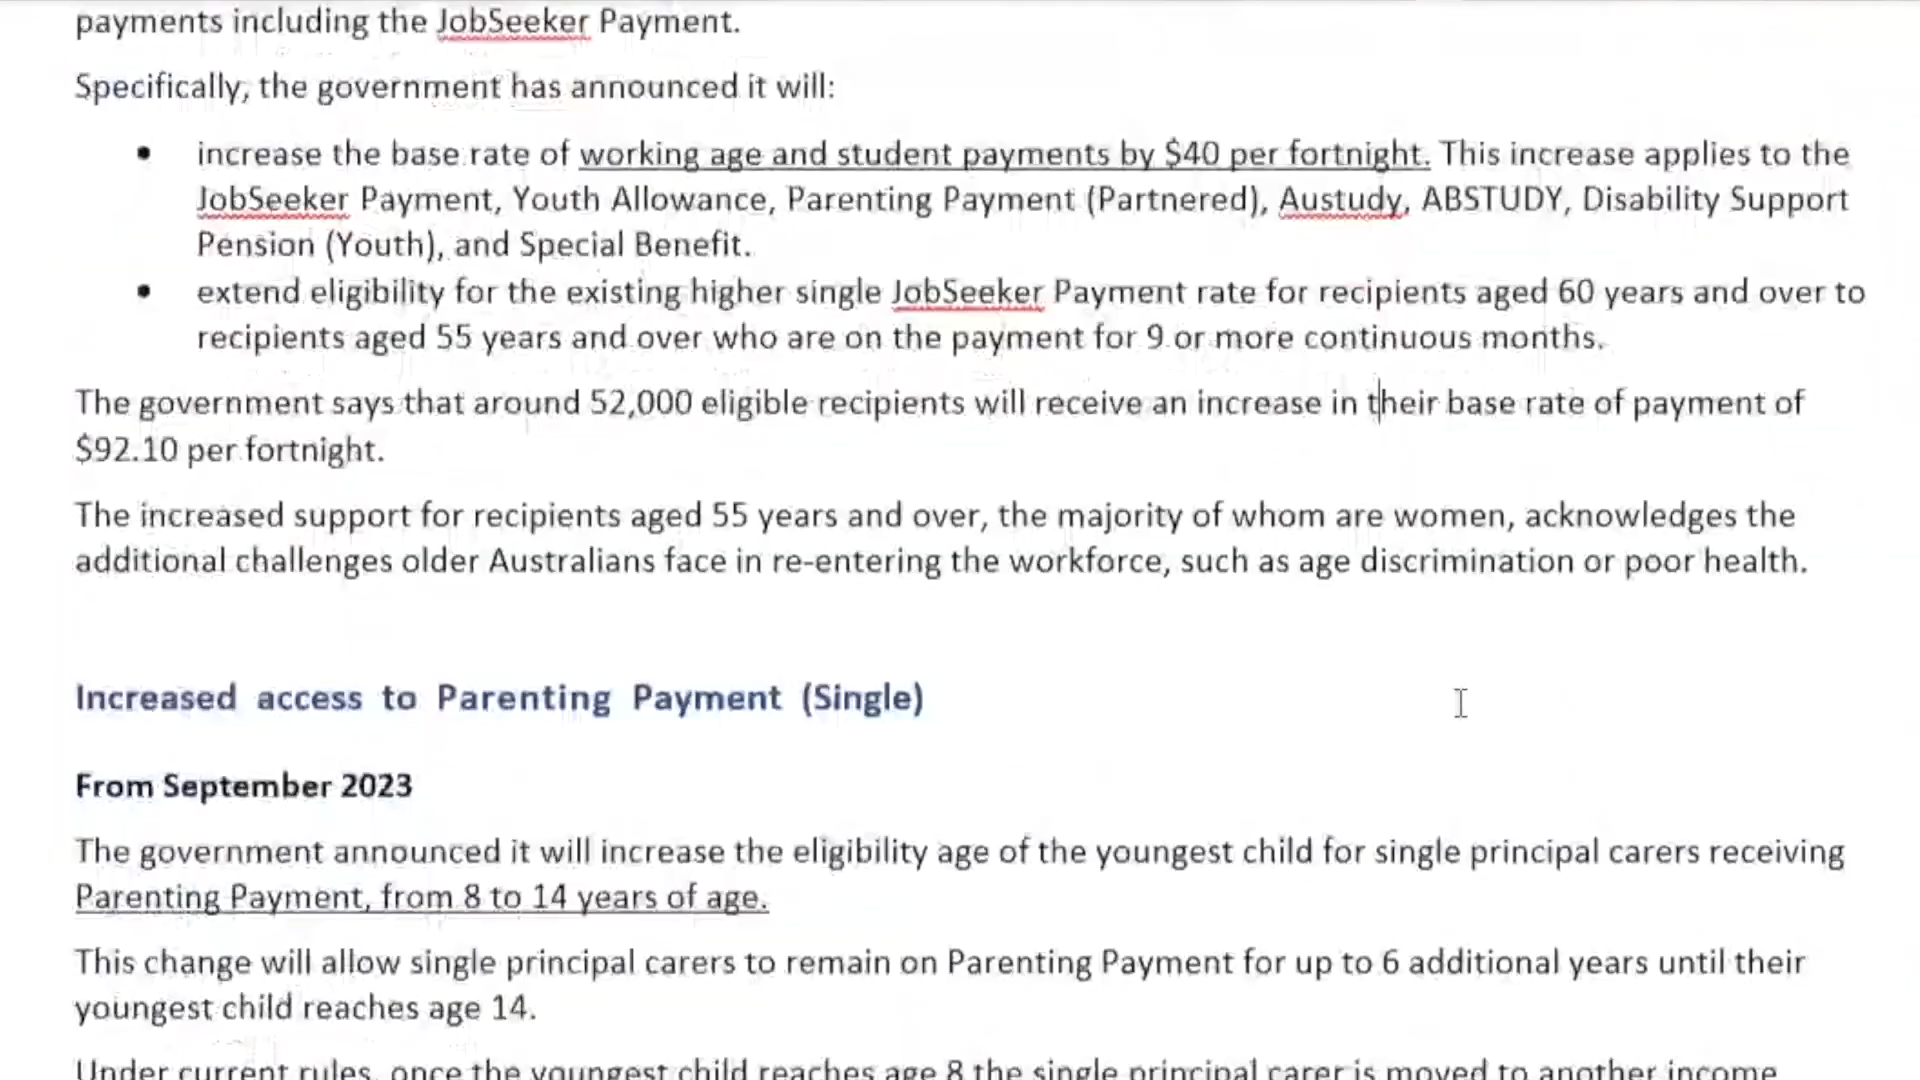 payments including the JobSeeker Payment.
Specifically, the government has announced it will:
• increase the base rate of working age and student payments by $40 per fortnight. This increase applies to the
JobSeeker Payment, Youth Allowance, Parenting Payment (Partnered), Austudy, ABSTUDY, Disability Support
Pension (Youth), and Special Benefit.
• extend eligibility for the existing higher single JobSeeker Payment rate for recipients aged 60 years and over to
recipients aged 55 years and over who are on the payment for 9 or more continuous months.
The government says that around 52,000 eligible recipients will receive an increase in their base rate of payment of
$92.10 per fortnight.
The increased support for recipients aged 55 years and over, the majority of whom are women, acknowledges the
additional challenges older Australians face in re-entering the workforce, such as age discrimination or poor health.
Increased access to Parenting Payment (Single)
From September 2023
The government announced it will increase the eligibility age of the youngest child for single principal carers receiving
Parenting Payment, from 8 to 14 years of age.
This change will allow single principal carers to remain on Parenting Payment for up to 6 additional years until their
youngest child reaches age 14.
Under current rules, once the youngest child reaches age 8 the single principal carer is moved to another income